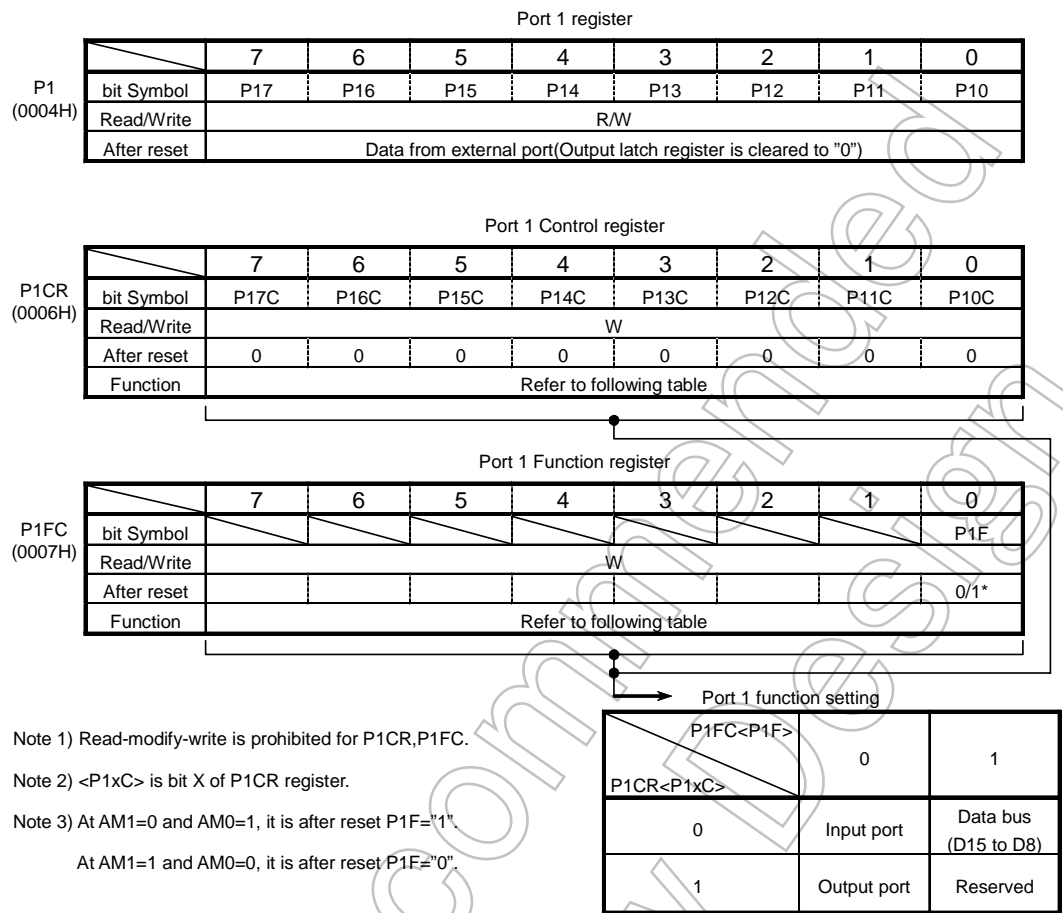 Port 1 register
7 6 5 4 3 2 1 0
P1
(0004H)
bit Symbol P17 P16 P15 P14 P13 P12 P11 P10
Read/Write R/W
After reset Data from external port(Output latch register is cleared to ”0”)
Port 1 Control register
7 6 5 4 3 2 1 0
P1CR
(0006H)
bit Symbol P17C P16C P15C P14C P13C P12C P11C P10C
Read/Write W
After reset 0 0 0 0 0 0 0 0
Function Refer to following table
Port 1 Function register
7 6 5 4 3 2 1 0
P1FC
(0007H)
bit Symbol P1F
Read/Write W
After reset 0/1*
Function Refer to following table
Port 1 function setting
P1FC<P1F> 0 1
P1CR<P1xC>
0 Input port Data bus
(D15 to D8)
1 Output port Reserved
Note 1) Read-modify-write is prohibited for P1CR,P1FC.
Note 2) <P1xC> is bit X of P1CR register.
Note 3) At AM1=0 and AM0=1, it is after reset P1F=”1”.
At AM1=1 and AM0=0, it is after reset P1F=”0”.
commended
Design